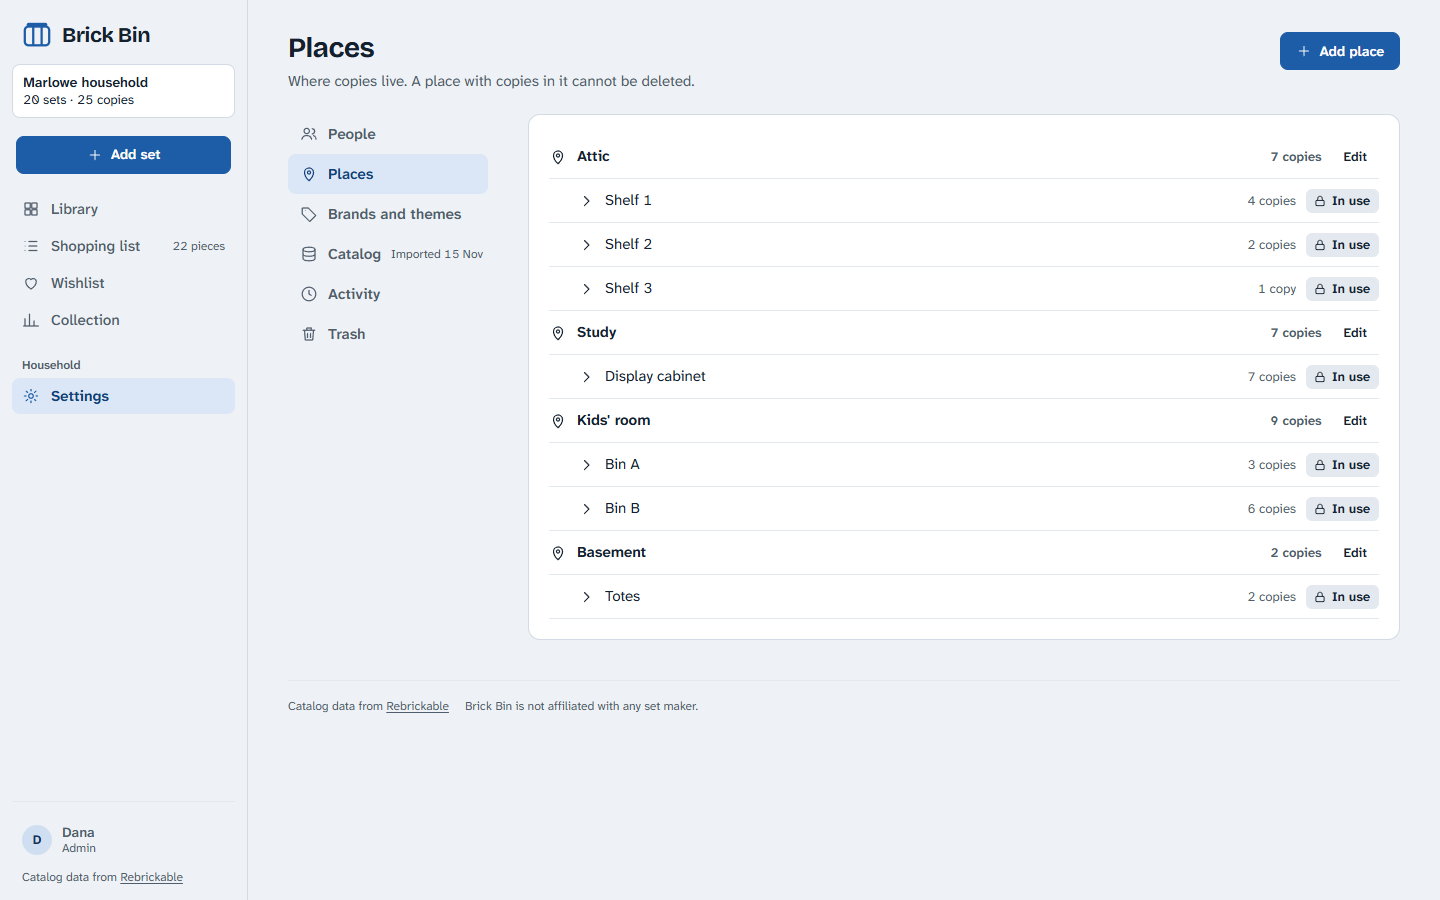 Brick Bin
Marlowe household
20 sets · 25 copies
Add set
Library
Shopping list 22 pieces
Wishlist
Collection
Household
Settings
Dana
D
Admin
Catalog data from Rebrickable
Places
Where copies live. A place with copies in it cannot be deleted.
Add place
People
Places
Brands and themes
Catalog Imported 15 Nov
Activity
Trash
Attic 7 copies Edit
Shelf 1 4 copies In use
Shelf 2 2 copies In use
Shelf 3 1 copy In use
Study 7 copies Edit
Display cabinet 7 copies In use
Kids' room 9 copies Edit
Bin A 3 copies In use
Bin B 6 copies In use
Basement 2 copies Edit
Totes 2 copies In use
Catalog data from Rebrickable Brick Bin is not affiliated with any set maker.